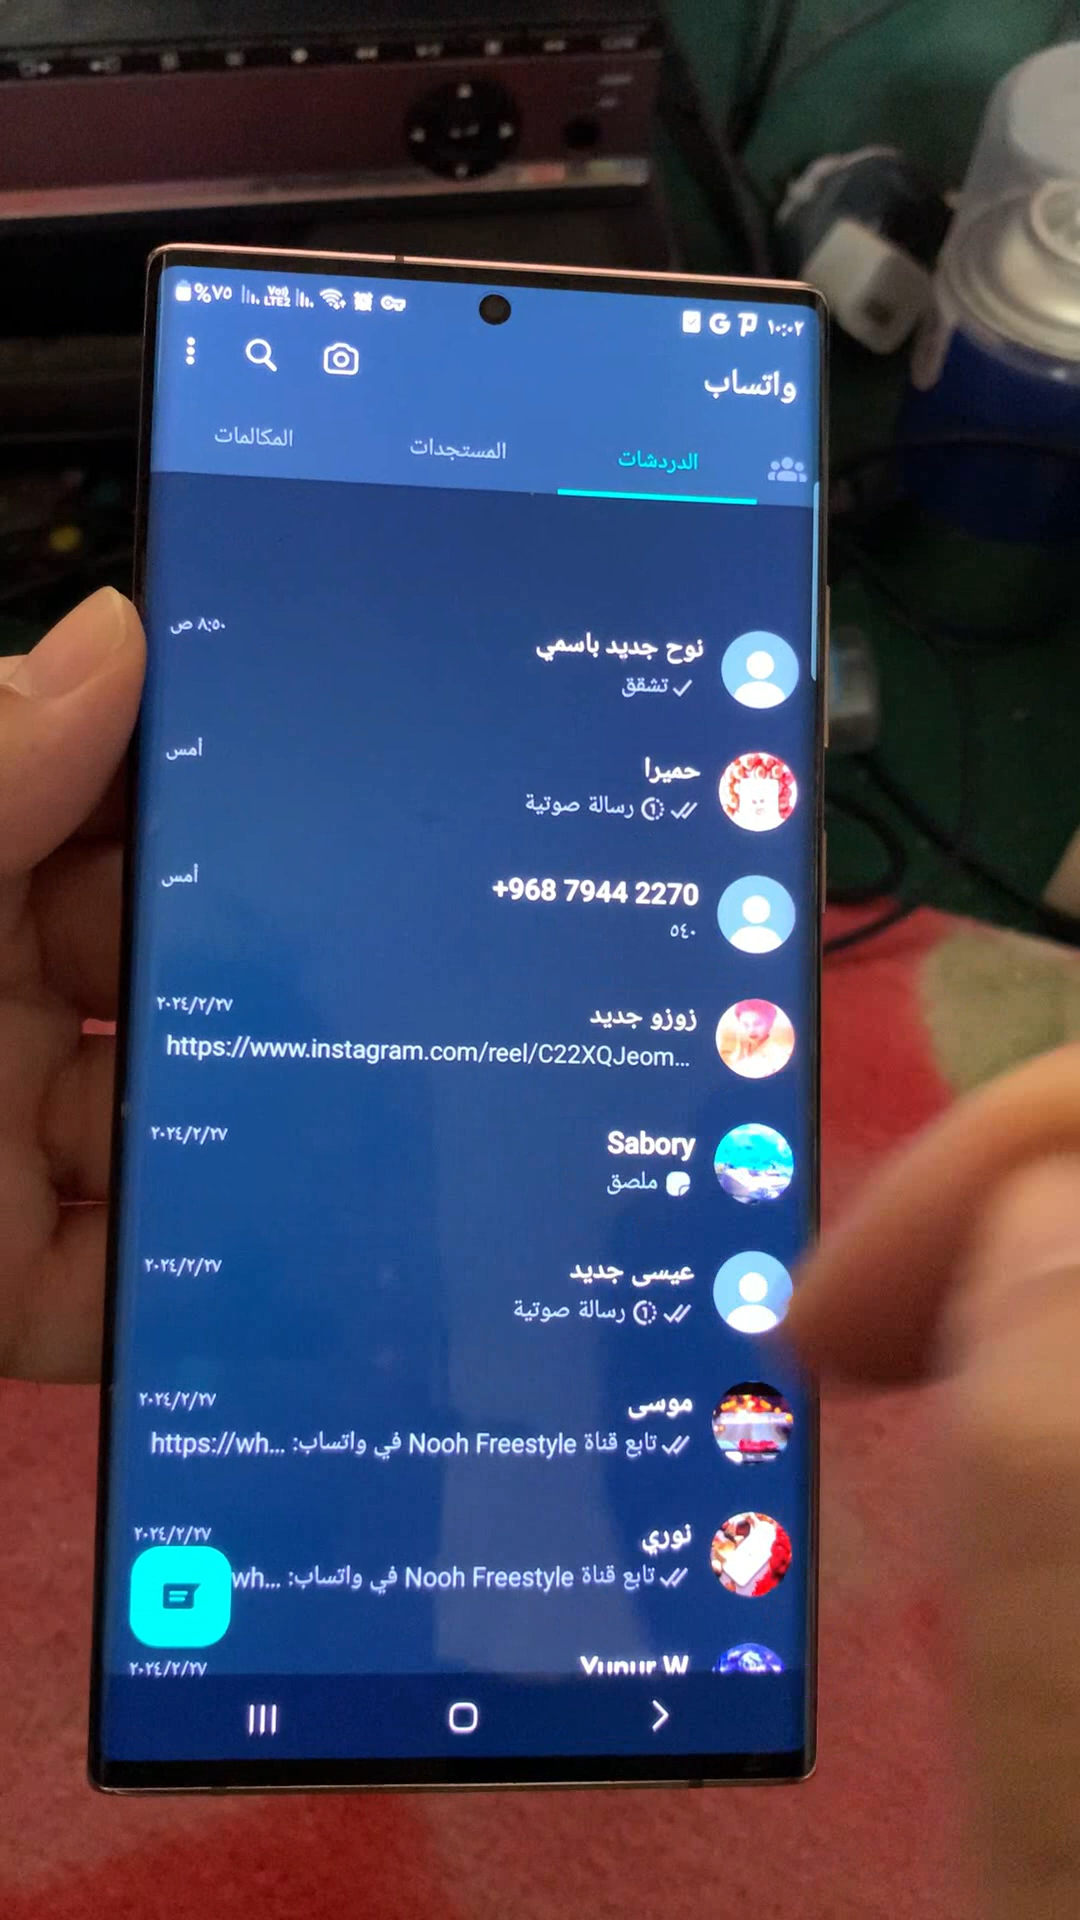 %٧٥ Vo)) LTE2 G ١٠:٠٢
واتساب
الدردشات المستجدات المكالمات
نوح جديد باسمي ٨:٥٠ ص
تشقق
حميرا أمس
رسالة صوتية
+968 7944 2270 أمس
٥٤٠
زوزو جديد ٢٠٢٤/٢/٢٧
https://www.instagram.com/reel/C22XQJeom...
Sabory ٢٠٢٤/٢/٢٧
ملصق
عيسى جديد ٢٠٢٤/٢/٢٧
رسالة صوتية
موسى ٢٠٢٤/٢/٢٧
تابع قناة Nooh Freestyle في واتساب: https://wh...
نوري ٢٠٢٤/٢/٢٧
تابع قناة Nooh Freestyle في واتساب: wh...
٢٠٢٤/٢/٢٧